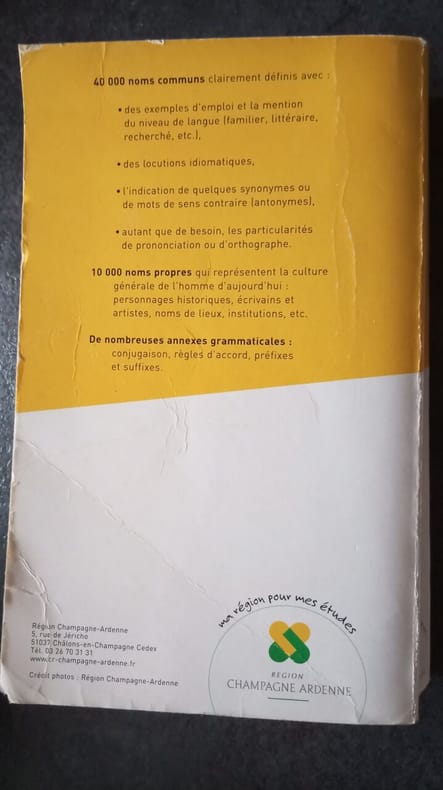 40 000 noms communs clairement définis avec :
• des exemples d'emploi et la mention
du niveau de langue (familier, littéraire,
recherché, etc.),
• des locutions idiomatiques,
• l'indication de quelques synonymes ou
de mots de sens contraire (antonymes),
• autant que de besoin, les particularités
de prononciation ou d'orthographe.
10 000 noms propres qui représentent la culture
générale de l'homme d'aujourd'hui :
personnages historiques, écrivains et
artistes, noms de lieux, institutions, etc.
De nombreuses annexes grammaticales :
conjugaison, règles d'accord, préfixes
et suffixes.
Région Champagne-Ardenne
5, rue de Jéricho
51037 Châlons-en-Champagne Cedex
Tél. 03 26 70 31 31
www.cr-champagne-ardenne.fr
Crédit photos : Région Champagne-Ardenne
ma région pour mes études
REGION
CHAMPAGNE ARDENNE